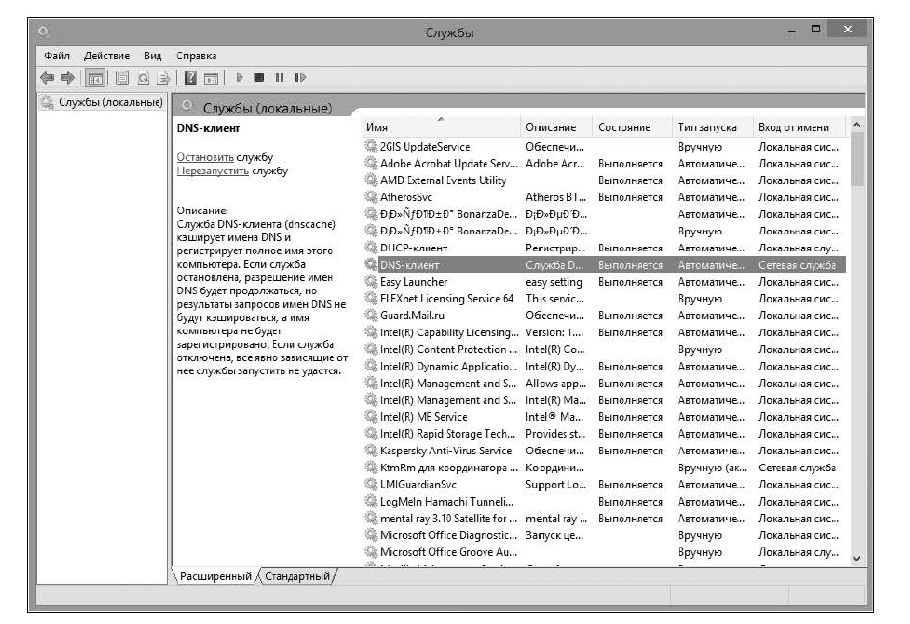 Службы
Файл Действие Вид Справка
Службы (локальные)
Службы (локальные)
DNS-клиент
Остановить службу
Перезапустить службу
Описание:
Служба DNS-клиента (dnscache)
кэширует имена DNS и
регистрирует полное имя этого
компьютера. Если служба
остановлена, разрешение имен
DNS будет продолжаться, но
результаты запросов имен DNS не
будут кэшироваться, а имя
компьютера не будет
зарегистрировано. Если служба
отключена, все явно зависящие от
нее службы запустить не удастся.
Имя Описание Состояние Тип запуска Вход от имени
2GIS UpdateService Обеспечи... Вручную Локальная сис...
Adobe Acrobat Update Serv... Adobe Acr... Выполняется Автоматиче... Локальная сис...
AMD External Events Utility Выполняется Автоматиче... Локальная сис...
AtherosSvc Atheros BT... Выполняется Автоматиче... Локальная сис...
BonanzaDe... Автоматиче... Локальная сис...
BonanzaDe... Вручную Локальная сис...
DHCP-клиент Регистрир... Выполняется Автоматиче... Локальная слу...
DNS-клиент Служба D... Выполняется Автоматиче... Сетевая служба
Easy Launcher easy setting Выполняется Автоматиче... Локальная сис...
FLEXnet Licensing Service 64 This servic... Вручную Локальная сис...
Guard.Mail.ru Обеспечи... Выполняется Автоматиче... Локальная сис...
Intel(R) Capability Licensing... Version: 1.... Выполняется Автоматиче... Локальная сис...
Intel(R) Content Protection ... Intel(R) Co... Вручную Локальная сис...
Intel(R) Dynamic Applicatio... Intel(R) Dy... Выполняется Автоматиче... Локальная сис...
Intel(R) Management and S... Allows app... Выполняется Автоматиче... Локальная сис...
Intel(R) Management and S... Intel(R) Ma... Выполняется Автоматиче... Локальная сис...
Intel(R) ME Service Intel® Ma... Выполняется Автоматиче... Локальная сис...
Intel(R) Rapid Storage Tech... Provides st... Выполняется Автоматиче... Локальная сис...
Kaspersky Anti-Virus Service Обеспечи... Выполняется Автоматиче... Локальная сис...
KtmRm для координатора ... Координи... Вручную (ак... Сетевая служба
LMIGuardianSvc Support Lo... Выполняется Автоматиче... Локальная сис...
LogMeIn Hamachi Tunneli... Выполняется Автоматиче... Локальная сис...
mental ray 3.10 Satellite for ... mental ray ... Выполняется Автоматиче... Локальная сис...
Microsoft Office Diagnostic... Запуск це... Вручную Локальная сис...
Microsoft Office Groove Au... Вручную Локальная слу...
Расширенный Стандартный